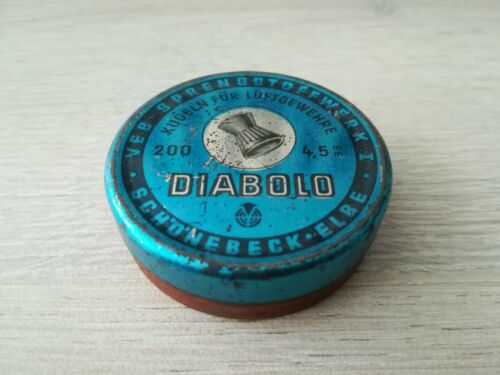 VEB SPRENGSTOFFWERK I
KUGELN FÜR LUFTGEWEHRE
200 4,5 mm
DIABOLO
SCHÖNEBECK · ELBE